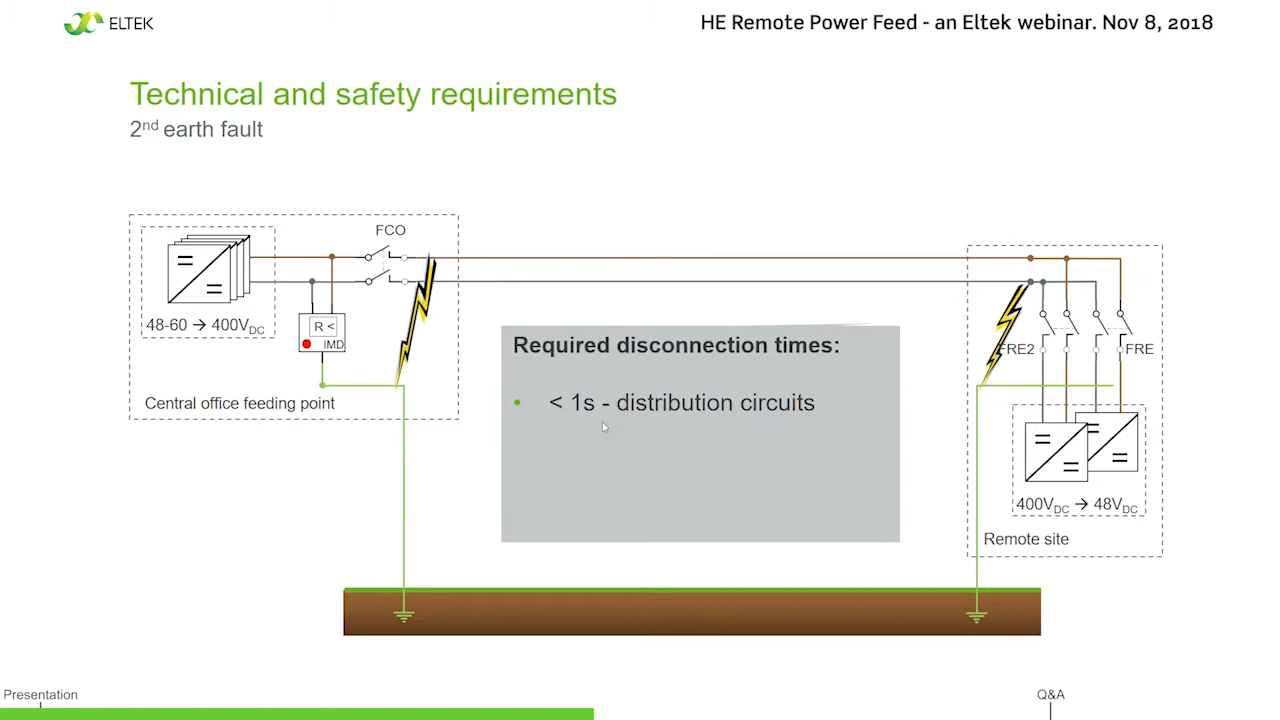 ELTEK
HE Remote Power Feed - an Eltek webinar. Nov 8, 2018
Technical and safety requirements
2nd earth fault
FCO
48-60 → 400VDC
R <
IMD
Central office feeding point
Required disconnection times:
• < 1s - distribution circuits
FRE2
FRE
400VDC → 48VDC
Remote site
Presentation
Q&A